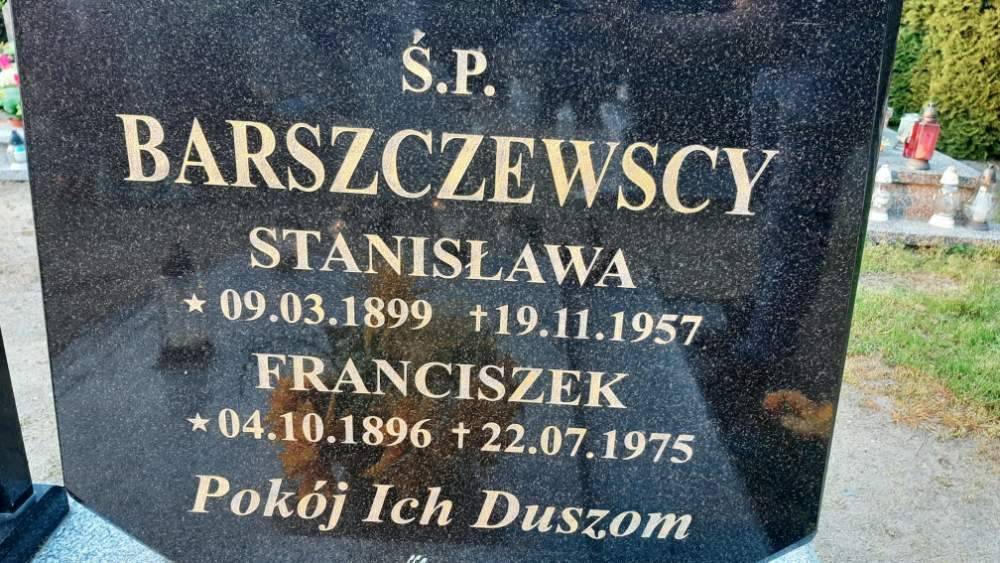 Ś.P.
BARSZCZEWSCY
STANISŁAWA
★ 09.03.1899 †19.11.1957
FRANCISZEK
★ 04.10.1896 † 22.07.1975
Pokój Ich Duszom